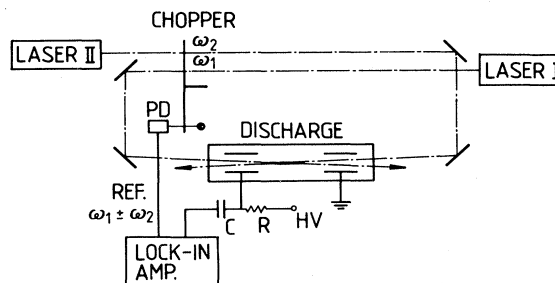 CHOPPER
LASER II
ω₂
ω₁
LASER I
PD
DISCHARGE
REF.
ω₁ ± ω₂
C
R
HV
LOCK-IN
AMP.